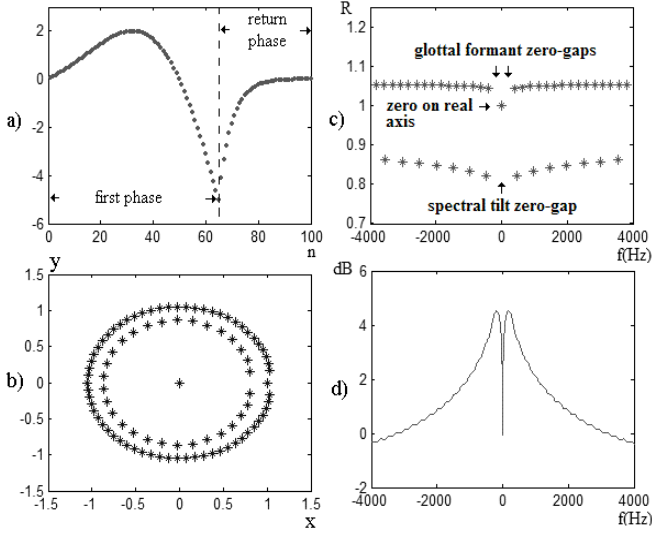 a)
2
0
-2
-4
-6
return
phase
first phase
0 20 40 60 80 100
n
R
1.2
1.1
1
0.9
0.8
0.7
c)
glottal formant zero-gaps
zero on real
axis
spectral tilt zero-gap
-4000 -2000 0 2000 4000
f(Hz)
y
1.5
1
0.5
0
-0.5
-1
-1.5
b)
-1.5 -1 -0.5 0 0.5 1 1.5
x
dB
6
4
2
0
-2
d)
-4000 -2000 0 2000 4000
f(Hz)